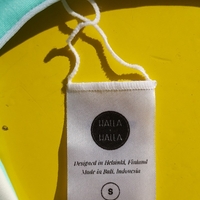 HALLA
x
HALLA
Designed in Helsinki, Finland
Made in Bali, Indonesia
S